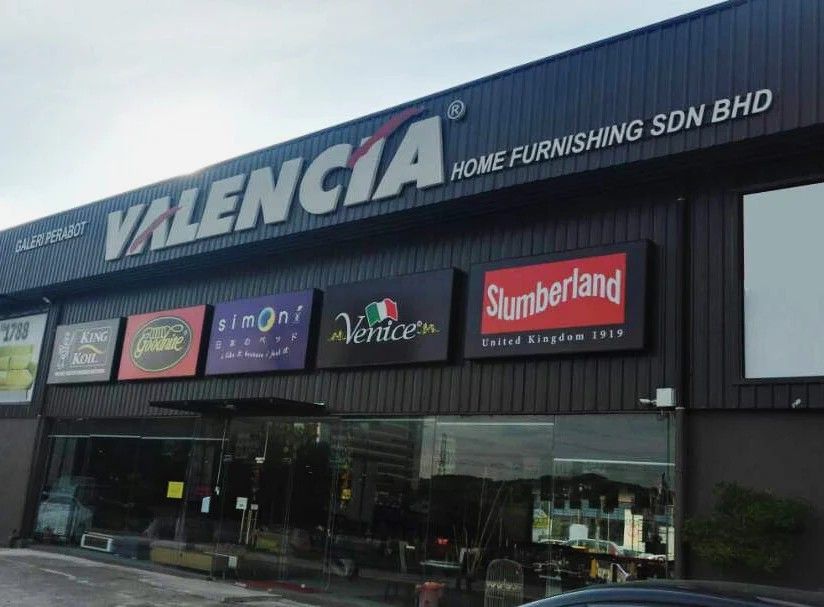 GALERI PERABOT
VALENCIA®
HOME FURNISHING SDN BHD
1788
KING
KOIL
Goodnite
simoni
日本のベッド
Venice®
Slumberland
United Kingdom 1919